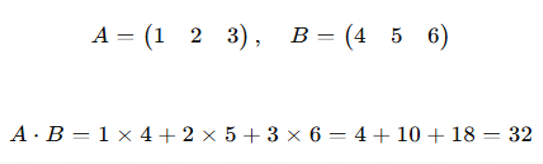 A = (1 2 3), B = (4 5 6)
A · B = 1 × 4 + 2 × 5 + 3 × 6 = 4 + 10 + 18 = 32